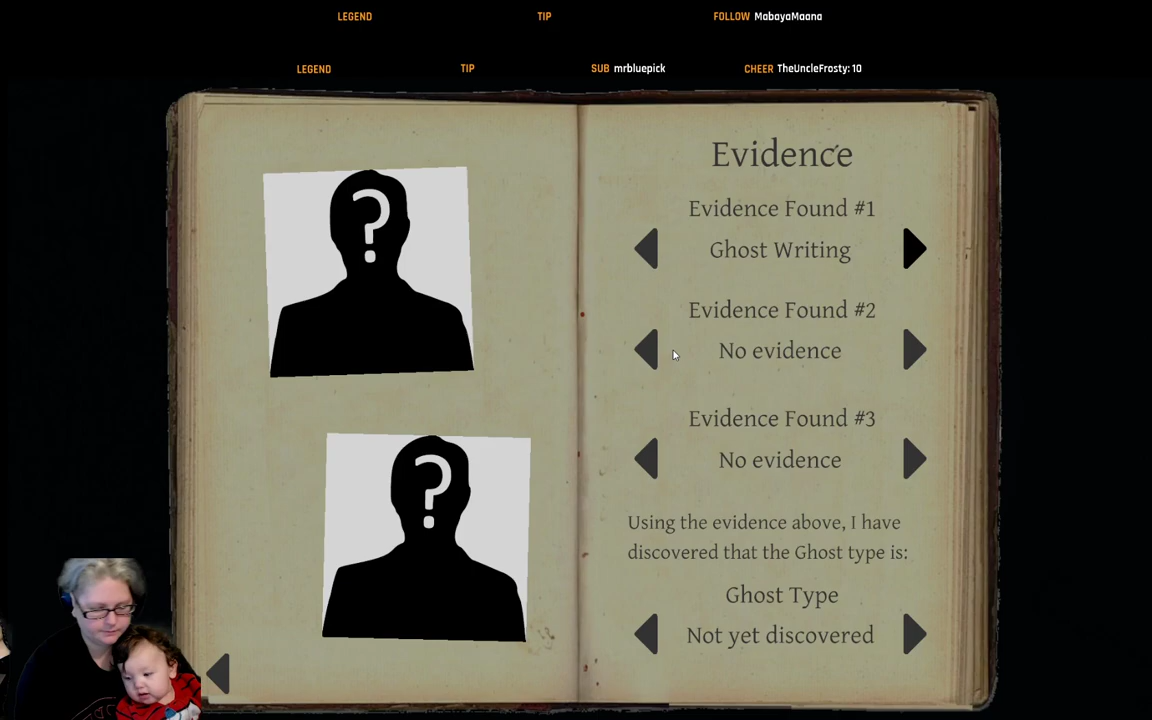 LEGEND TIP FOLLOW MabayaMaana
LEGEND TIP SUB mrbluepick CHEER TheUncleFrosty: 10
Evidence
Evidence Found #1
Ghost Writing
Evidence Found #2
No evidence
Evidence Found #3
No evidence
Using the evidence above, I have
discovered that the Ghost type is:
Ghost Type
Not yet discovered
?
?